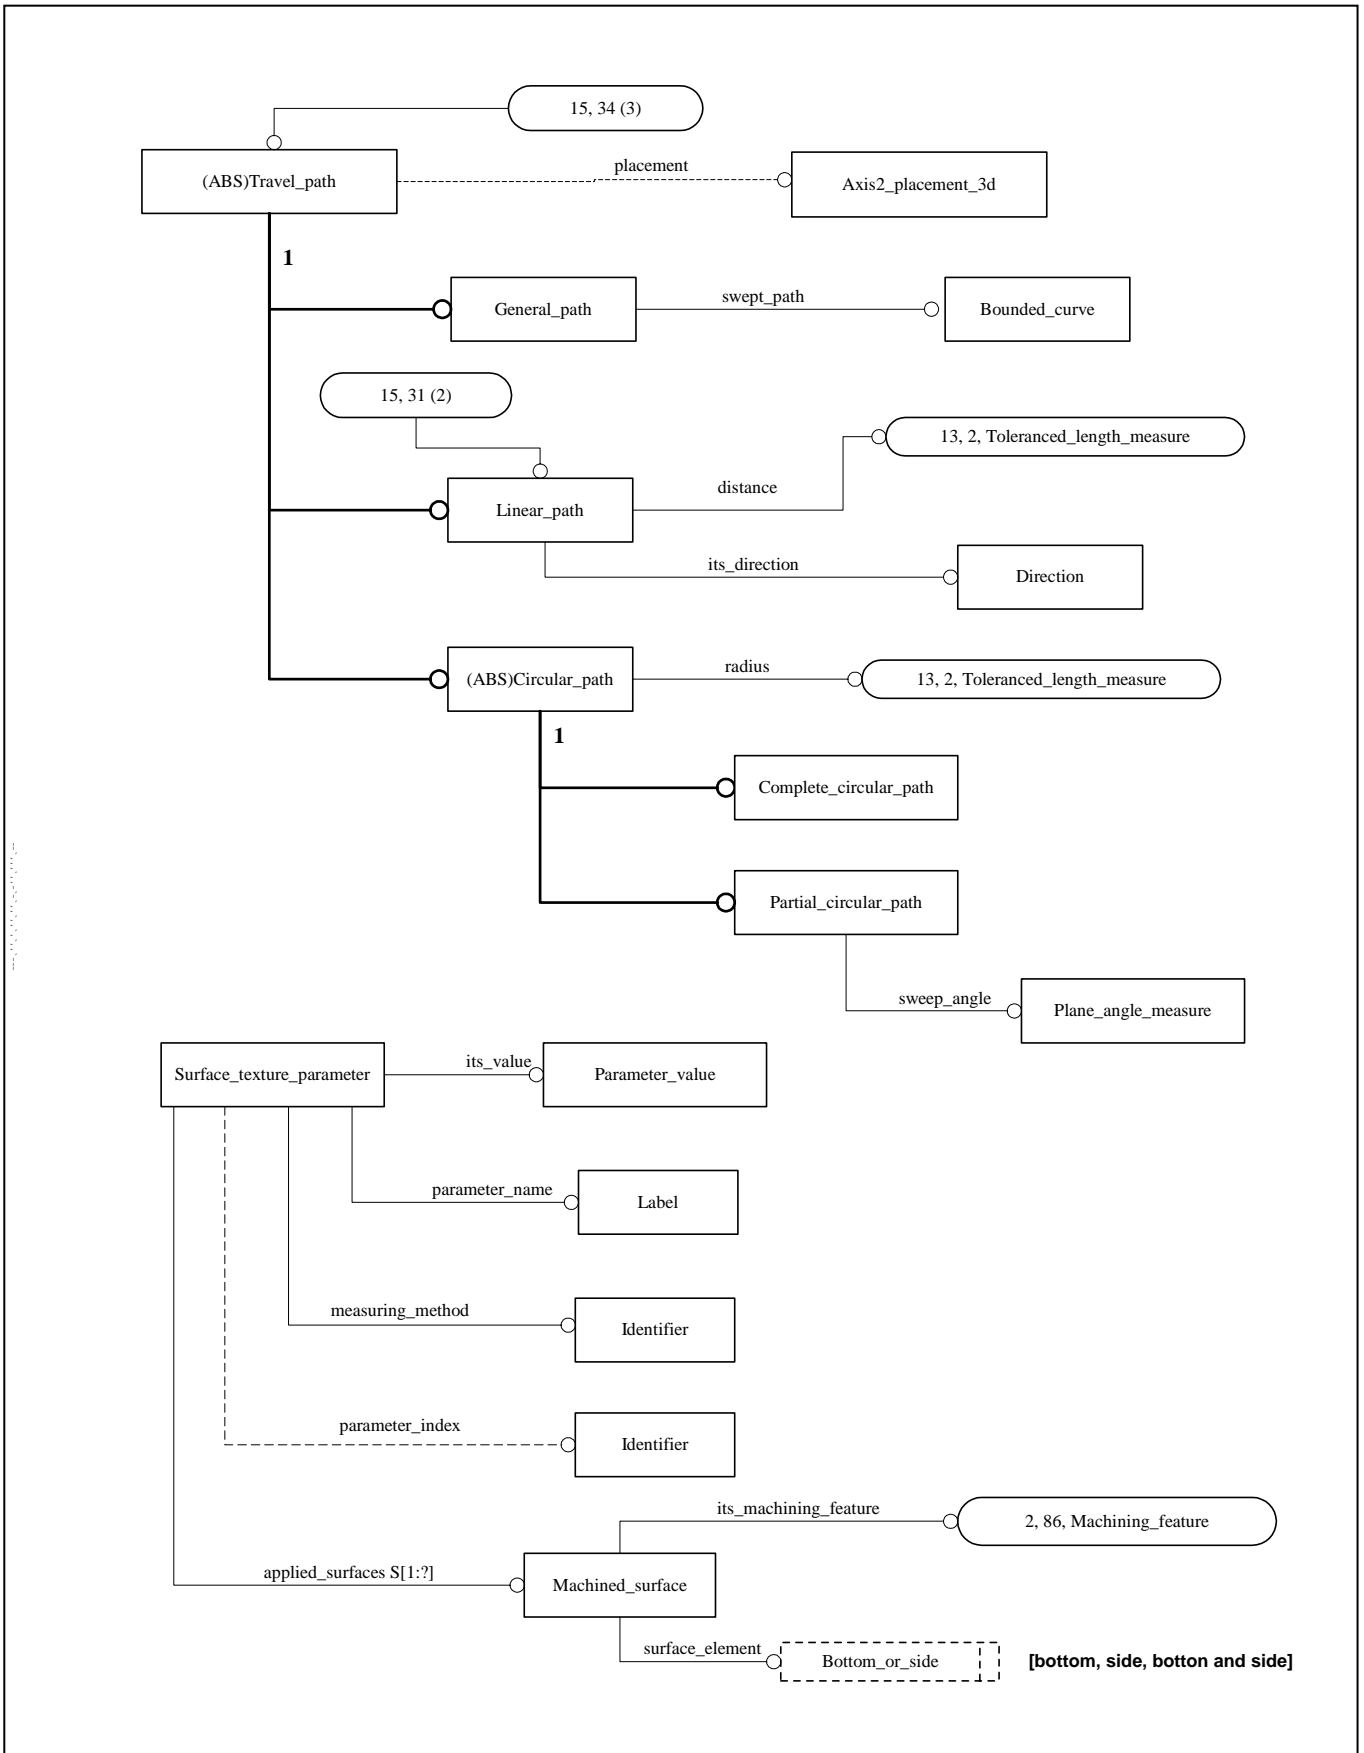 15, 34 (3)
(ABS)Travel_path
placement
Axis2_placement_3d
1
General_path
swept_path
Bounded_curve
15, 31 (2)
13, 2, Toleranced_length_measure
distance
Linear_path
its_direction
Direction
(ABS)Circular_path
radius
13, 2, Toleranced_length_measure
1
Complete_circular_path
Partial_circular_path
sweep_angle
Plane_angle_measure
Surface_texture_parameter
its_value
Parameter_value
parameter_name
Label
measuring_method
Identifier
parameter_index
Identifier
its_machining_feature
2, 86, Machining_feature
applied_surfaces S[1:?]
Machined_surface
surface_element
Bottom_or_side
[bottom, side, botton and side]